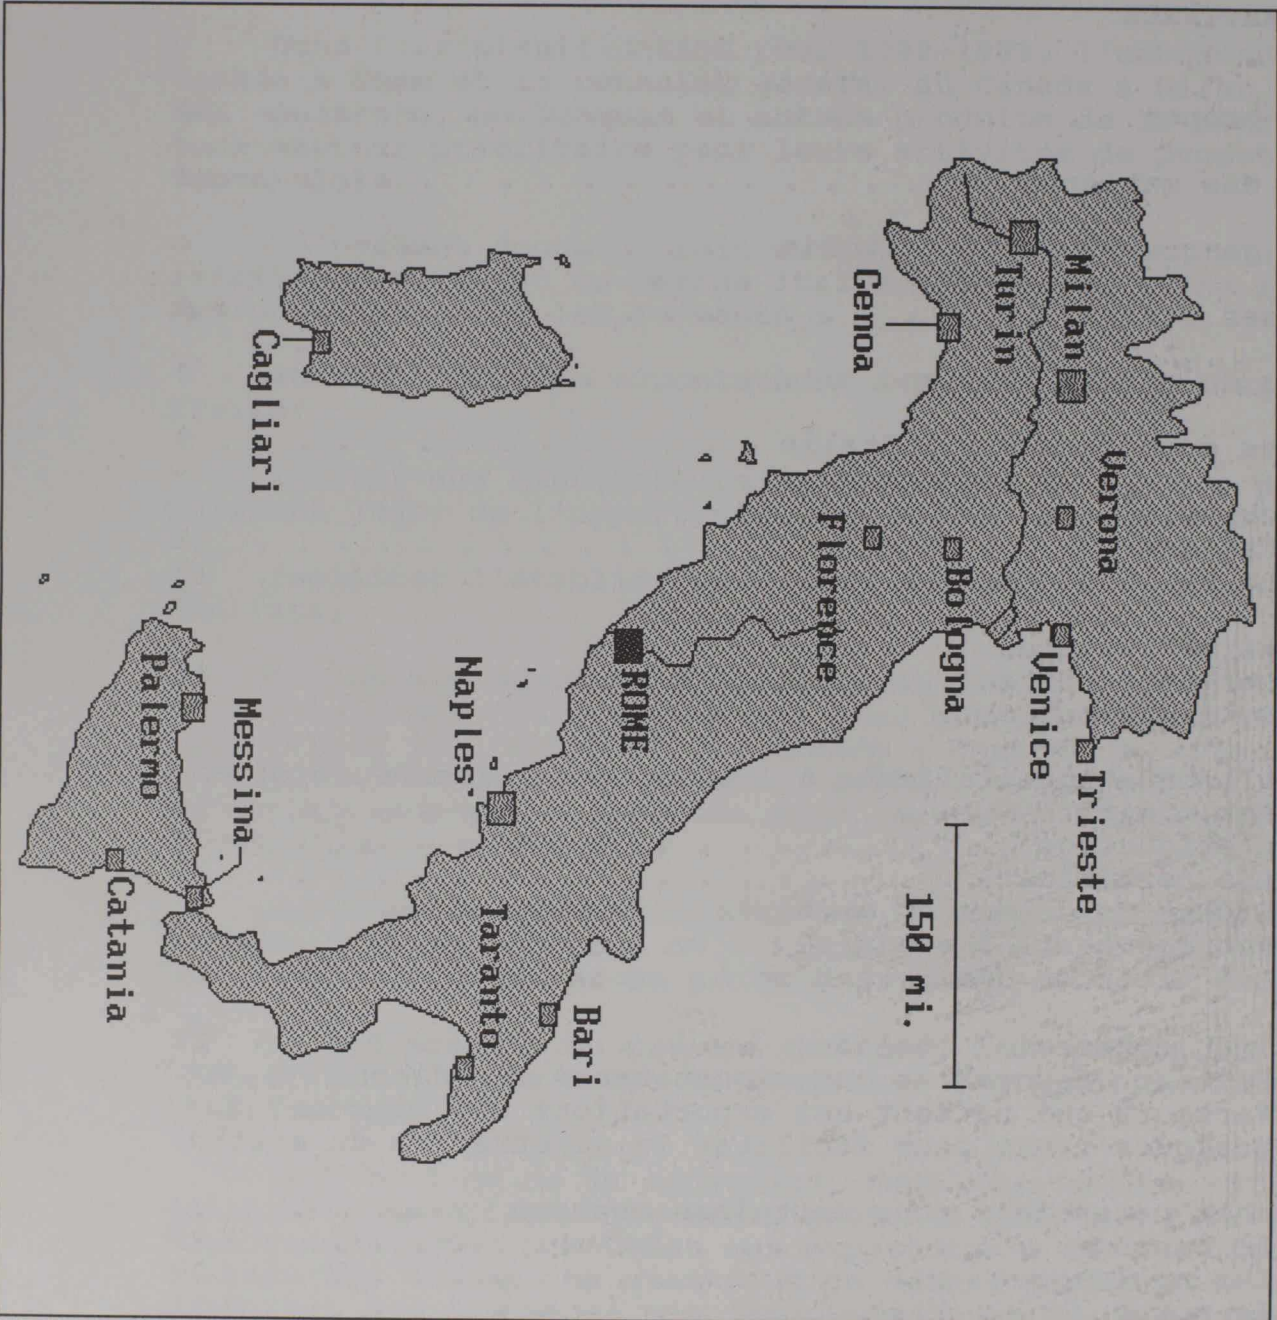 Verona
Milan
Turin
Trieste
Venice
Genoa
Bologna
150 mi.
Florence
ROME
Bari
Taranto
Naples
Cagliari
Messina
Palermo
Catania